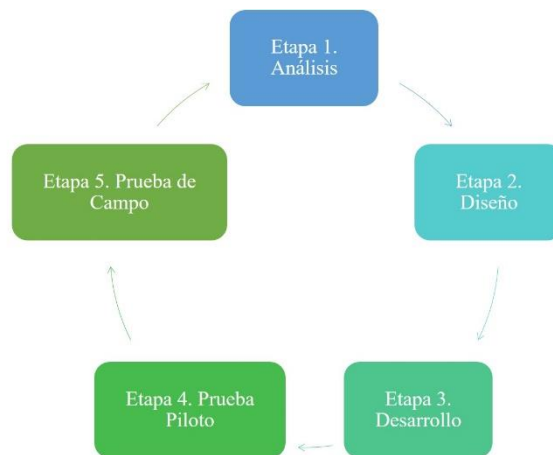 Etapa 1.
Análisis
Etapa 2.
Diseño
Etapa 3.
Desarrollo
Etapa 4. Prueba
Piloto
Etapa 5. Prueba de
Campo